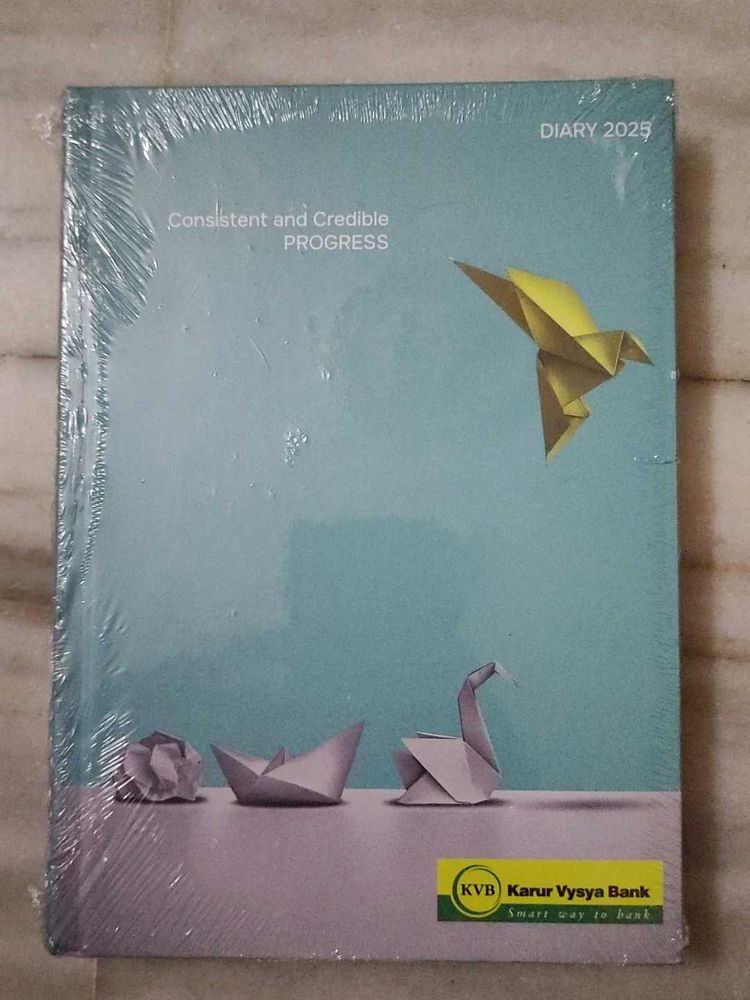 DIARY 2025
Consistent and Credible
PROGRESS
KVB Karur Vysya Bank
Smart way to bank